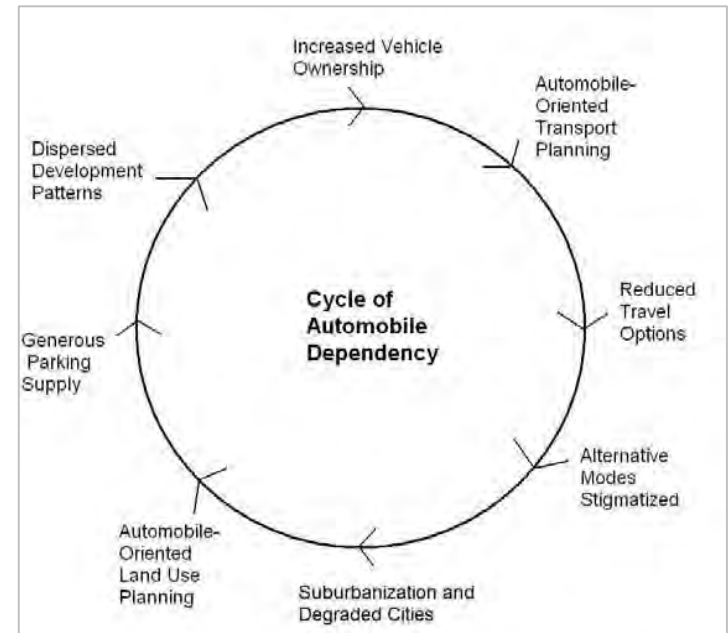 Increased Vehicle
Ownership
Automobile-
Oriented
Transport
Planning
Reduced
Travel
Options
Alternative
Modes
Stigmatized
Suburbanization and
Degraded Cities
Automobile-
Oriented
Land Use
Planning
Generous
Parking
Supply
Dispersed
Development
Patterns
Cycle of
Automobile
Dependency